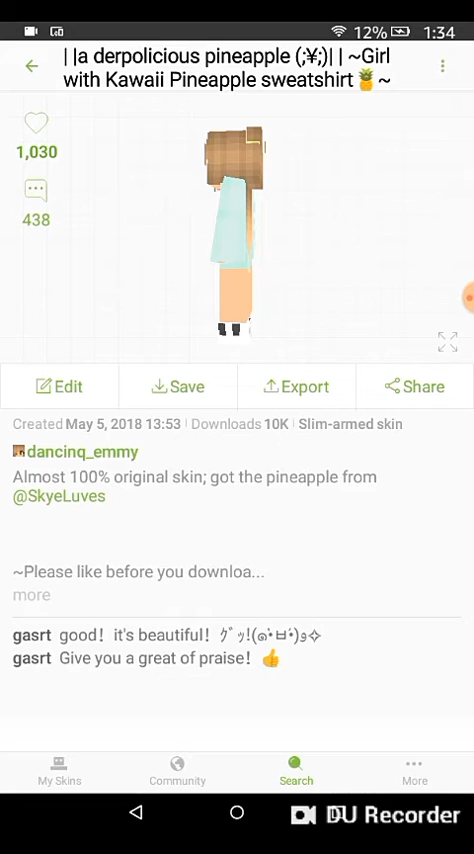 12% 1:34
| |a derpolicious pineapple (;¥;)| | ~Girl
with Kawaii Pineapple sweatshirt🍍~
1,030
438
Edit Save Export Share
Created May 5, 2018 13:53 | Downloads 10K | Slim-armed skin
dancinq_emmy
Almost 100% original skin; got the pineapple from
@SkyeLuves
~Please like before you downloa...
more
gasrt good！it's beautiful！ｸﾞｯ!(๑•̀ㅂ•́)و✧
gasrt Give you a great of praise！👍
My Skins Community Search More
DU Recorder